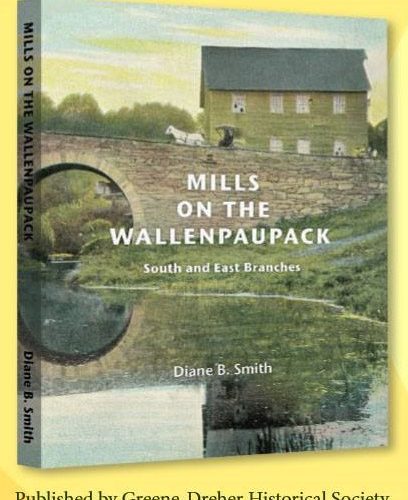 MILLS ON THE WALLENPAUPACK
Diane B. Smith
MILLS
ON THE
WALLENPAUPACK
South and East Branches
Diane B. Smith
Published by Greene-Dreher Historical Society